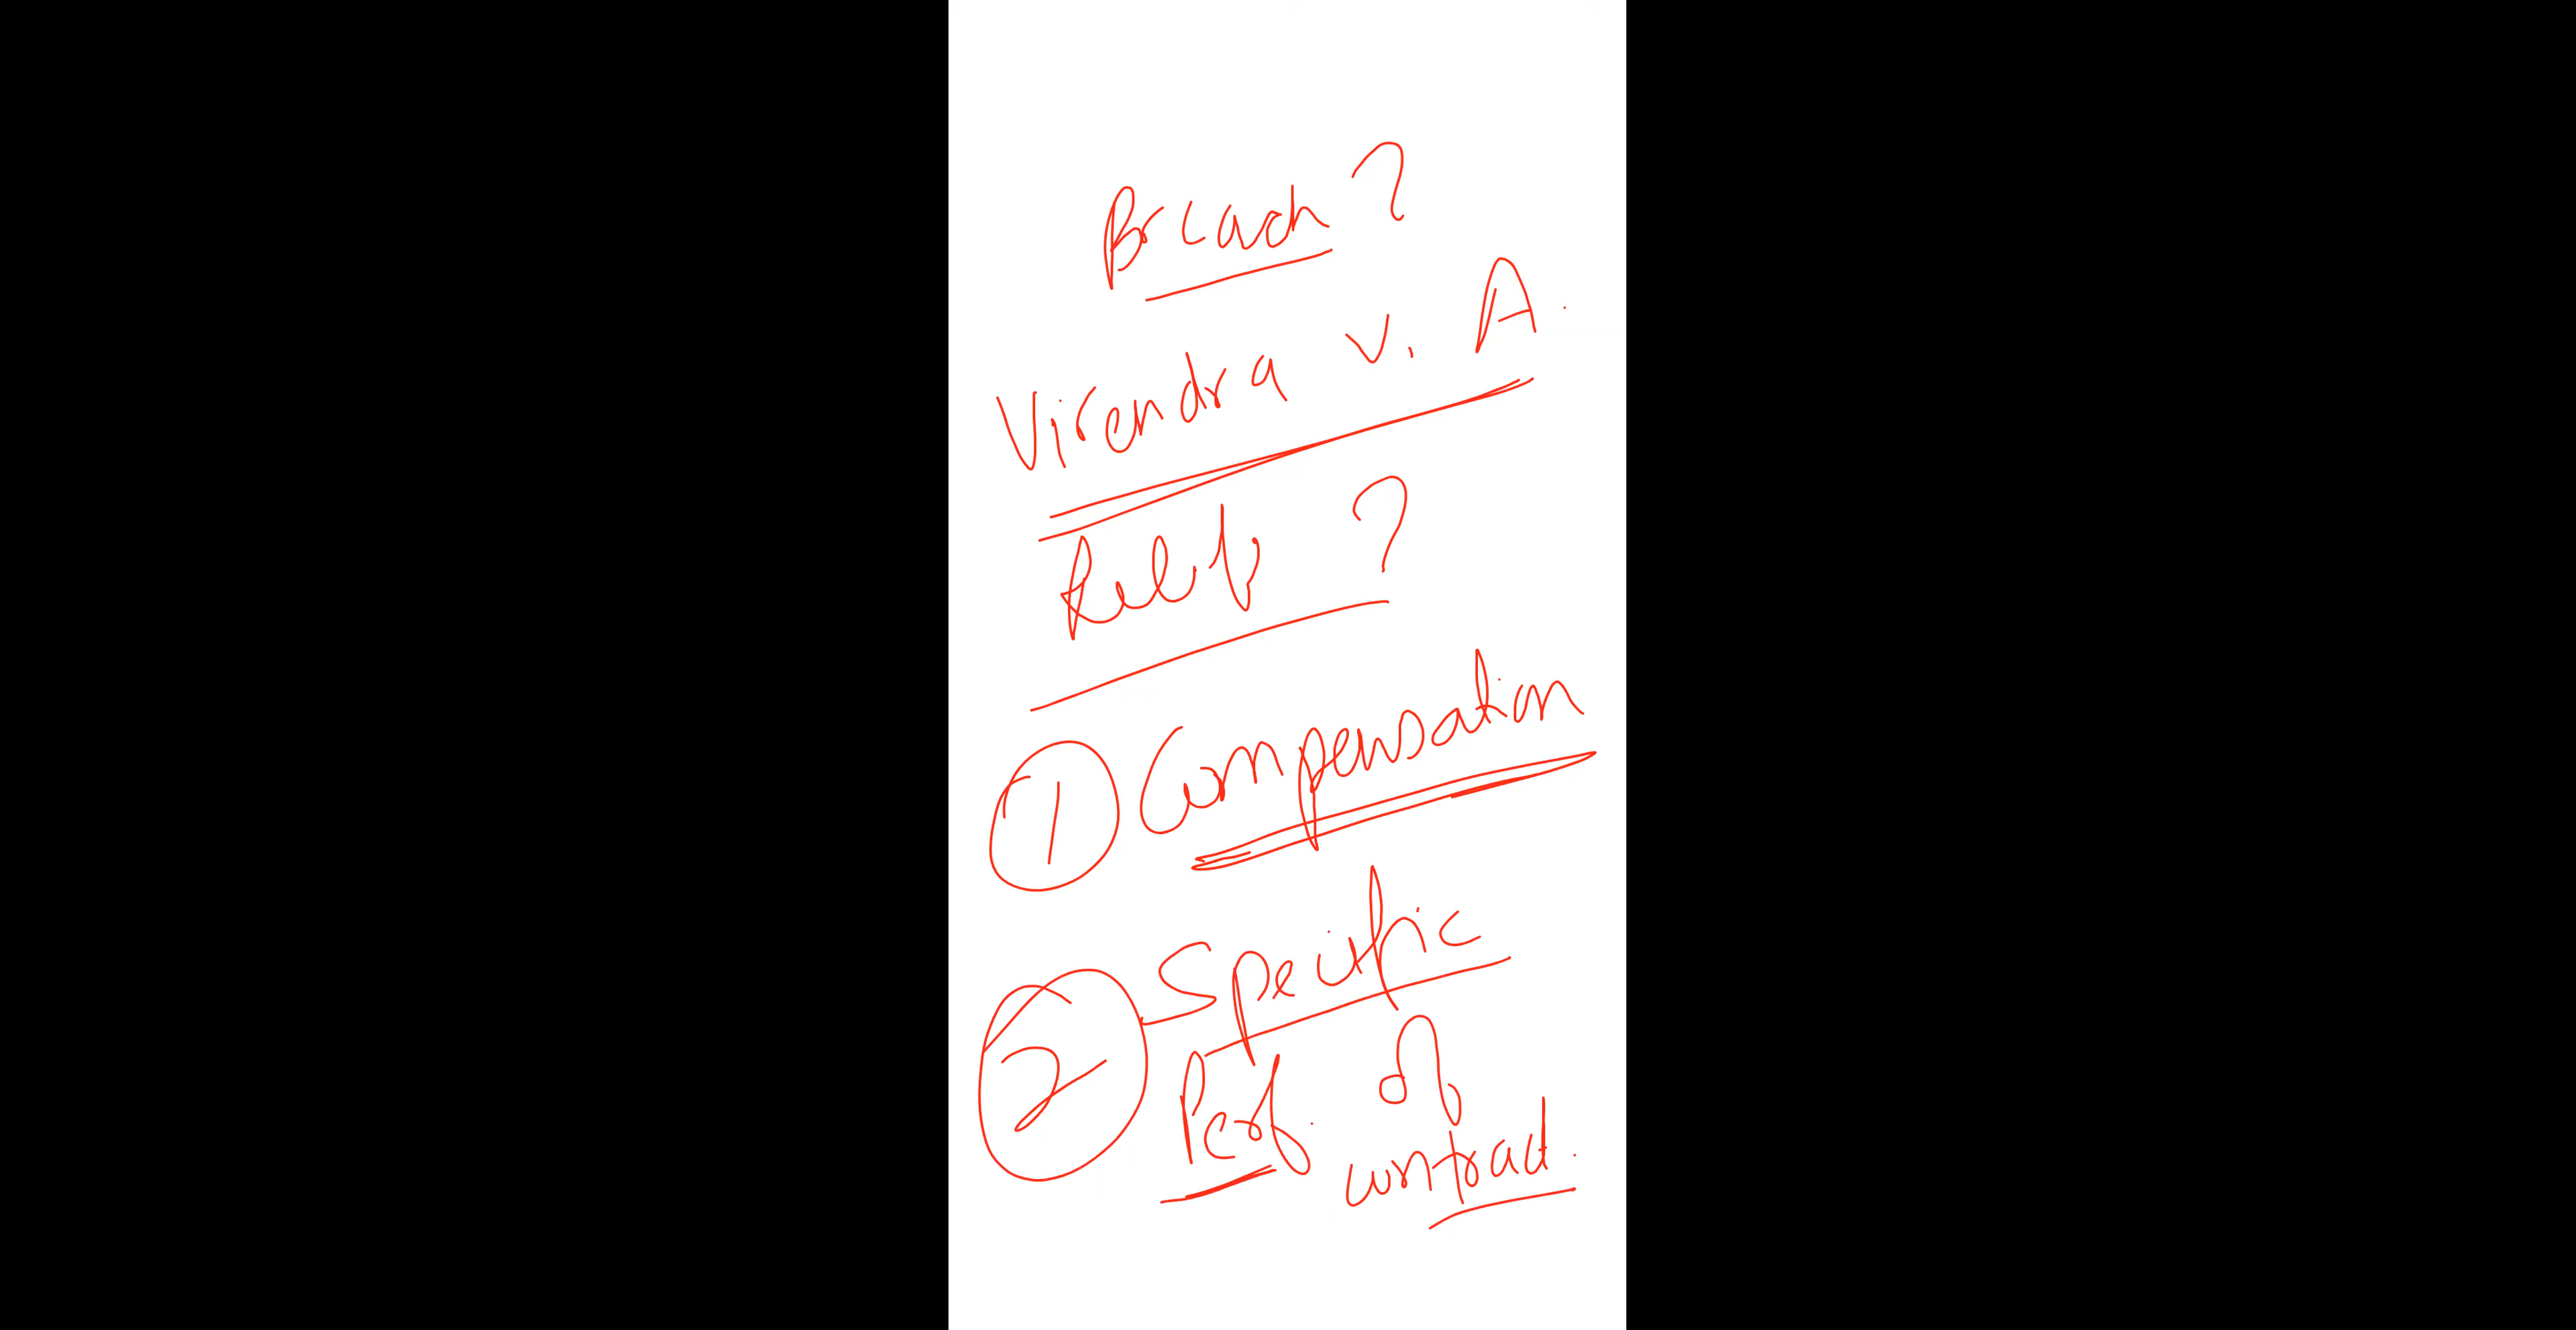 Breach ?
Virendra v. A.
Relief ?
1 Compensation
2 Specific
Perf. of
contract.